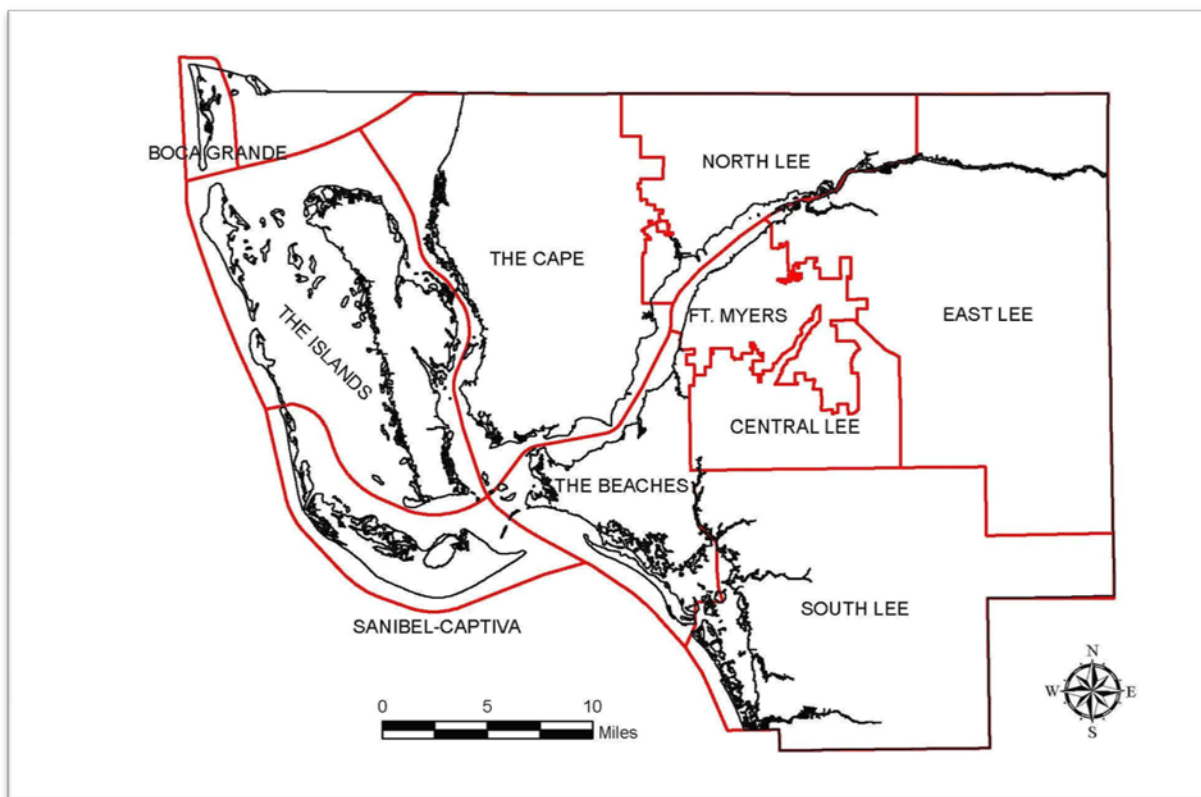 BOCA GRANDE
NORTH LEE
THE CAPE
THE ISLANDS
FT. MYERS
EAST LEE
CENTRAL LEE
THE BEACHES
SOUTH LEE
SANIBEL-CAPTIVA
0 5 10
Miles
N
W E
S